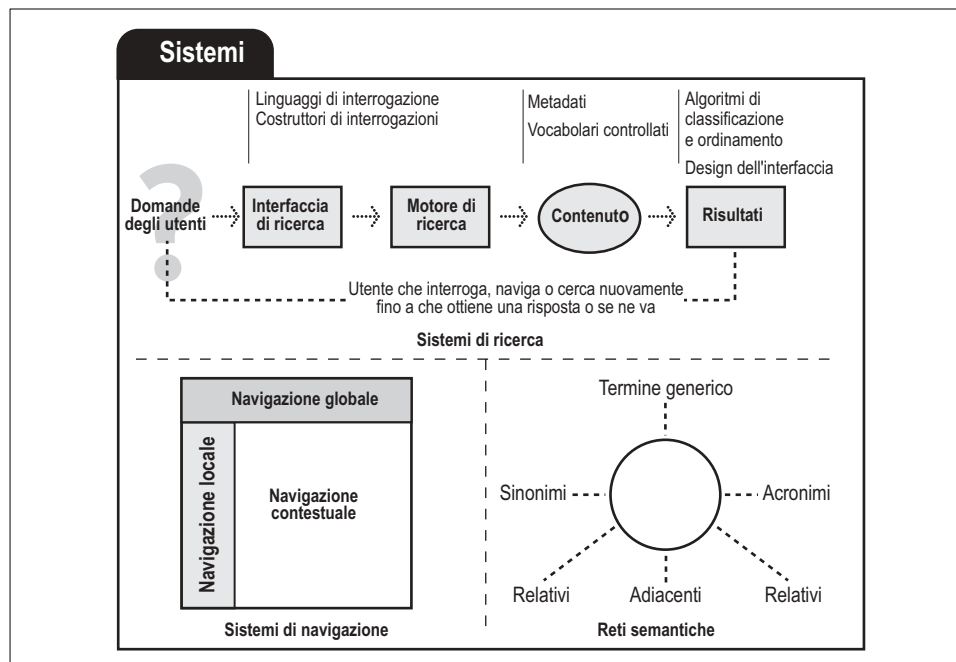 Sistemi
Linguaggi di interrogazione
Costruttori di interrogazioni
Metadati
Vocabolari controllati
Algoritmi di
classificazione
e ordinamento
Design dell'interfaccia
?
Domande
degli utenti
Interfaccia
di ricerca
Motore di
ricerca
Contenuto
Risultati
Utente che interroga, naviga o cerca nuovamente
fino a che ottiene una risposta o se ne va
Sistemi di ricerca
Navigazione globale
Navigazione locale
Navigazione
contestuale
Sistemi di navigazione
Termine generico
Sinonimi
Acronimi
Relativi
Adiacenti
Relativi
Reti semantiche